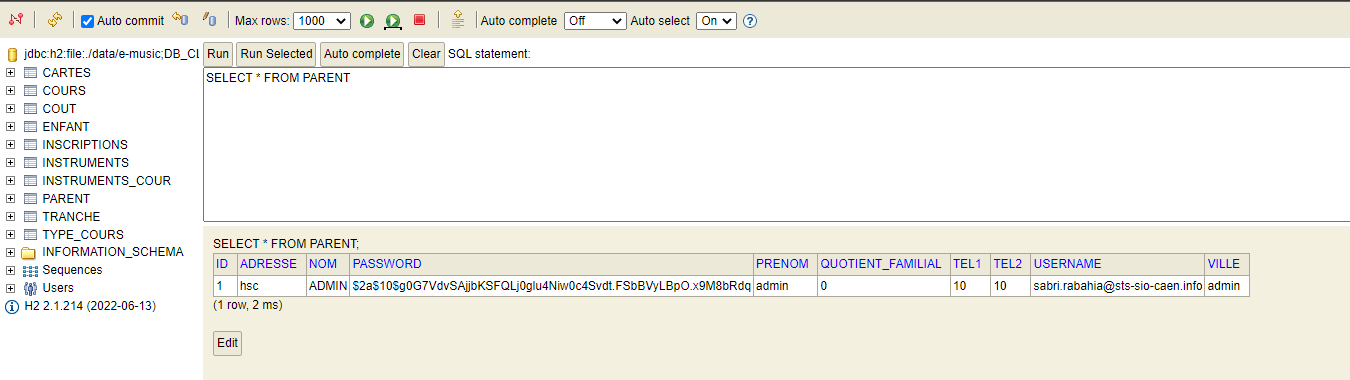 Auto commit Max rows: 1000 Auto complete Off Auto select On
jdbc:h2:file:./data/e-music;DB_CL
CARTES
COURS
COUT
ENFANT
INSCRIPTIONS
INSTRUMENTS
INSTRUMENTS_COUR
PARENT
TRANCHE
TYPE_COURS
INFORMATION_SCHEMA
Sequences
Users
H2 2.1.214 (2022-06-13)
Run Run Selected Auto complete Clear SQL statement:
SELECT * FROM PARENT
SELECT * FROM PARENT;
ID ADRESSE NOM PASSWORD PRENOM QUOTIENT_FAMILIAL TEL1 TEL2 USERNAME VILLE
1 hsc ADMIN $2a$10$g0G7VdvSAjjbKSFQLj0glu4Niw0c4Svdt.FSbBVyLBpO.x9M8bRdq admin 0 10 10 sabri.rabahia@sts-sio-caen.info admin
(1 row, 2 ms)
Edit